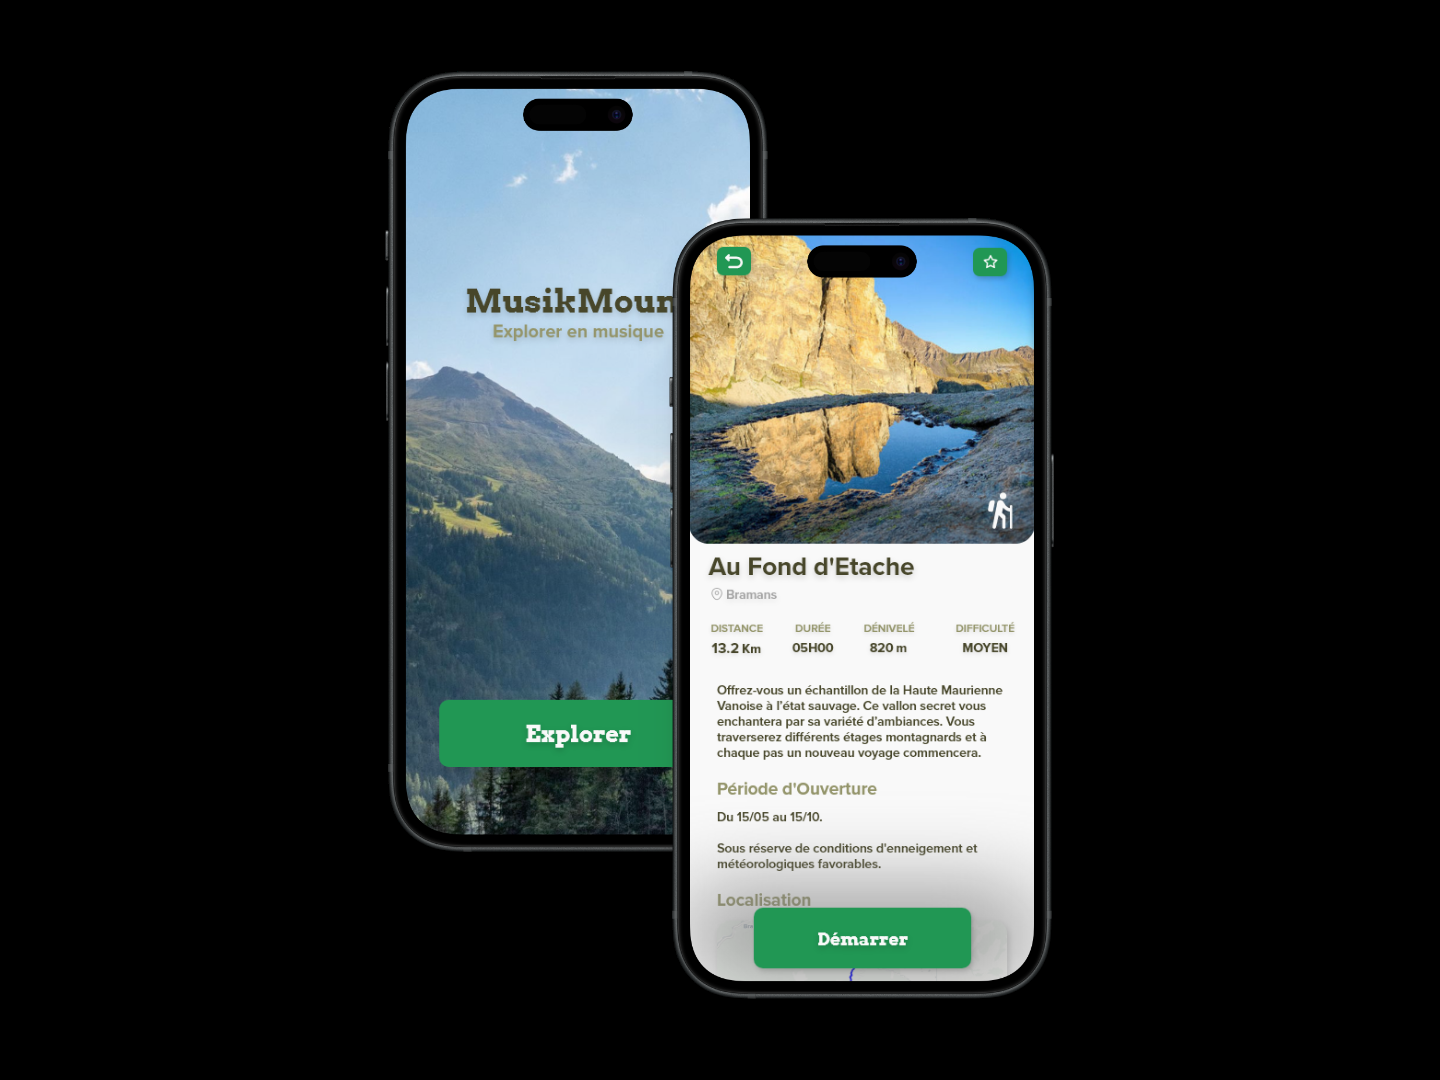 MusikMoun
Explorer en musique
Explorer
Au Fond d'Etache
Bramans
DISTANCE DURÉE DÉNIVELÉ DIFFICULTÉ
13.2 Km 05H00 820 m MOYEN
Offrez-vous un échantillon de la Haute Maurienne
Vanoise à l'état sauvage. Ce vallon secret vous
enchantera par sa variété d'ambiances. Vous
traverserez différents étages montagnards et à
chaque pas un nouveau voyage commencera.
Période d'Ouverture
Du 15/05 au 15/10.
Sous réserve de conditions d'enneigement et
météorologiques favorables.
Localisation
Démarrer